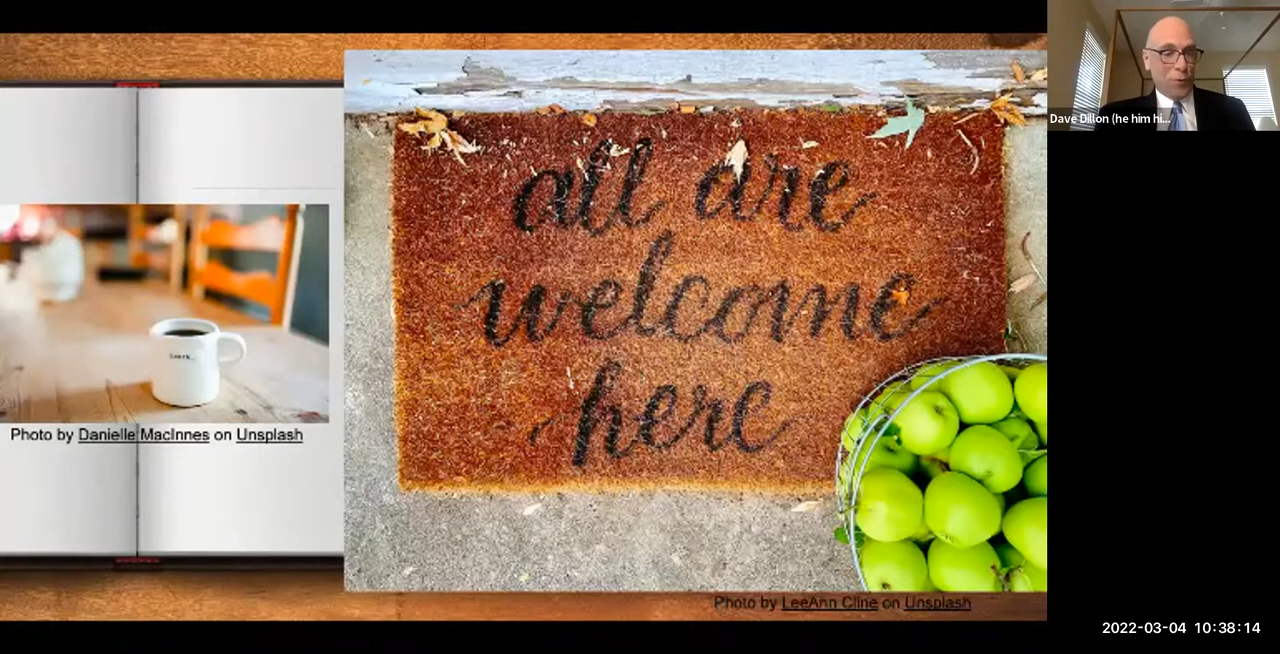 all are
welcome
here
Photo by Danielle MacInnes on Unsplash
Photo by LeeAnn Cline on Unsplash
Dave Dillon (he him hi...
2022-03-04 10:38:14